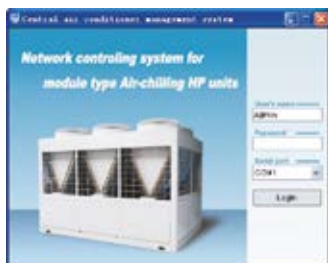 Central air conditioner management system
Network controling system for
module type Air-chilling HP units
User's name
ADMIN
Password
Serial port
COM1
Login